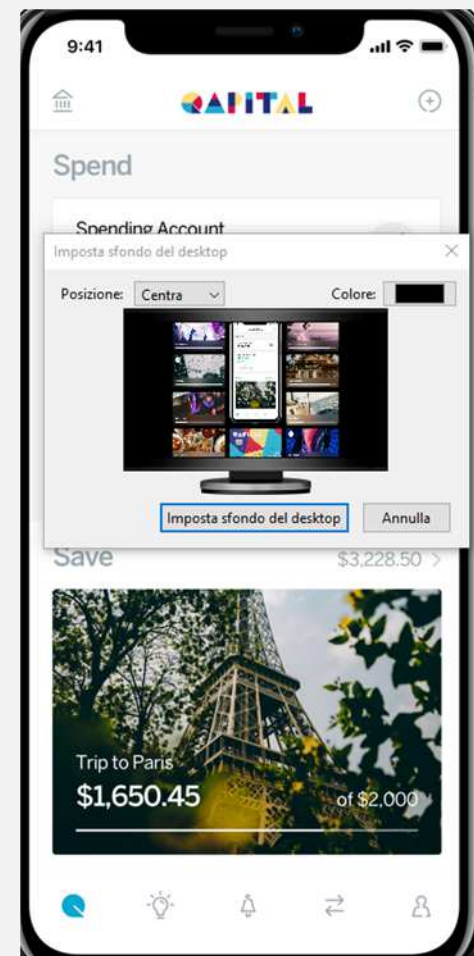 9:41
QAPITAL
Spend
Spending Account
Imposta sfondo del desktop
Posizione: Centra Colore:
Imposta sfondo del desktop Annulla
Save $3,228.50 >
Trip to Paris
$1,650.45 of $2,000